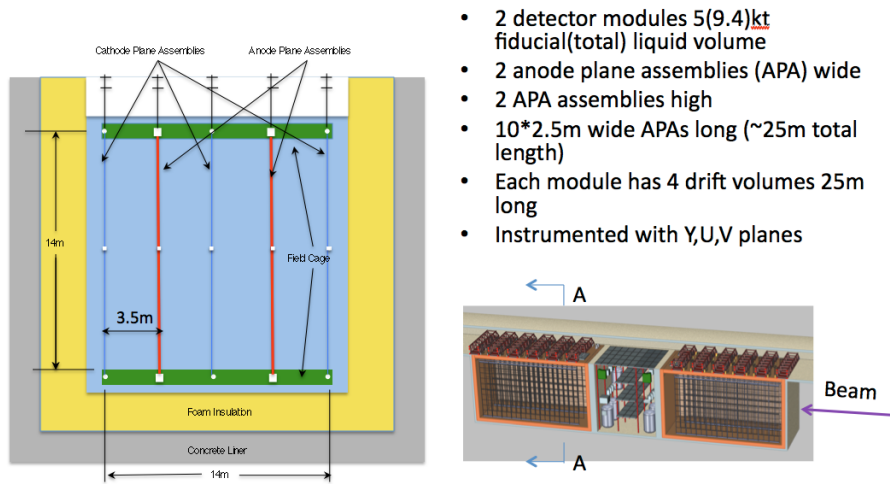 Cathode Plane Assemblies
Anode Plane Assemblies
14m
3.5m
Field Cage
Foam Insulation
Concrete Liner
14m
• 2 detector modules 5(9.4)kt
fiducial(total) liquid volume
• 2 anode plane assemblies (APA) wide
• 2 APA assemblies high
• 10*2.5m wide APAs long (~25m total
length)
• Each module has 4 drift volumes 25m
long
• Instrumented with Y,U,V planes
A
Beam
A